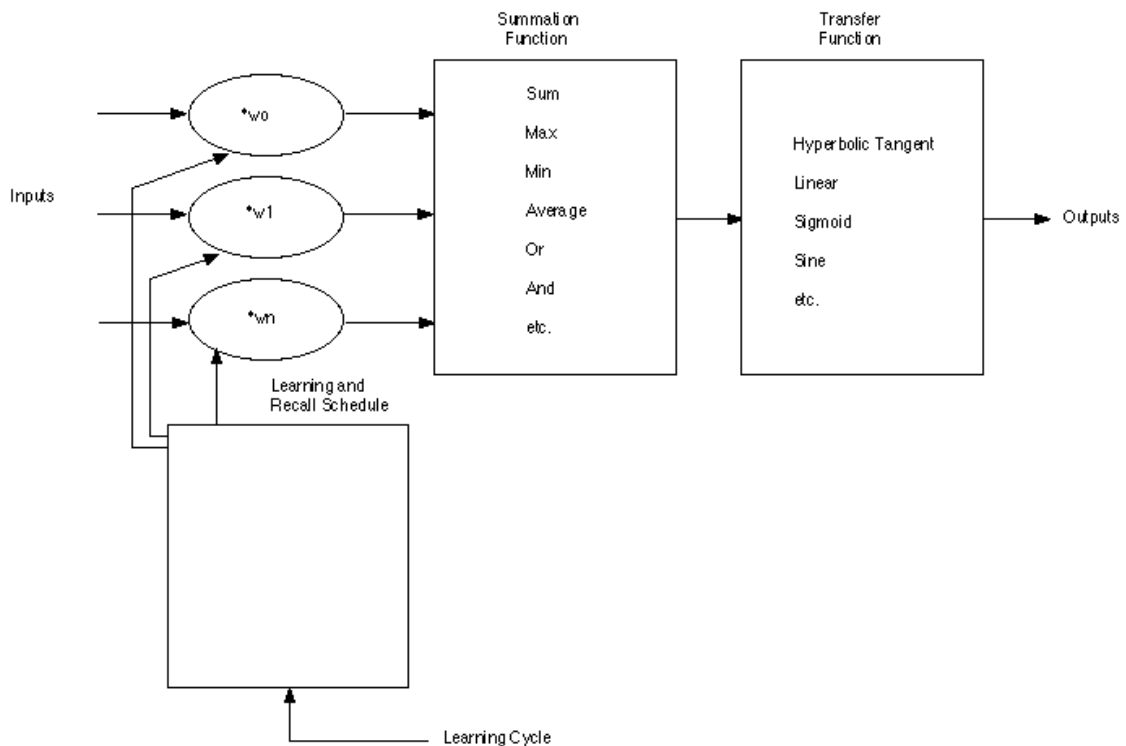 Summation
Function
Transfer
Function
Inputs
*wo
*w1
*wn
Sum
Max
Min
Average
Or
And
etc.
Hyperbolic Tangent
Linear
Sigmoid
Sine
etc.
Outputs
Learning and
Recall Schedule
Learning Cycle